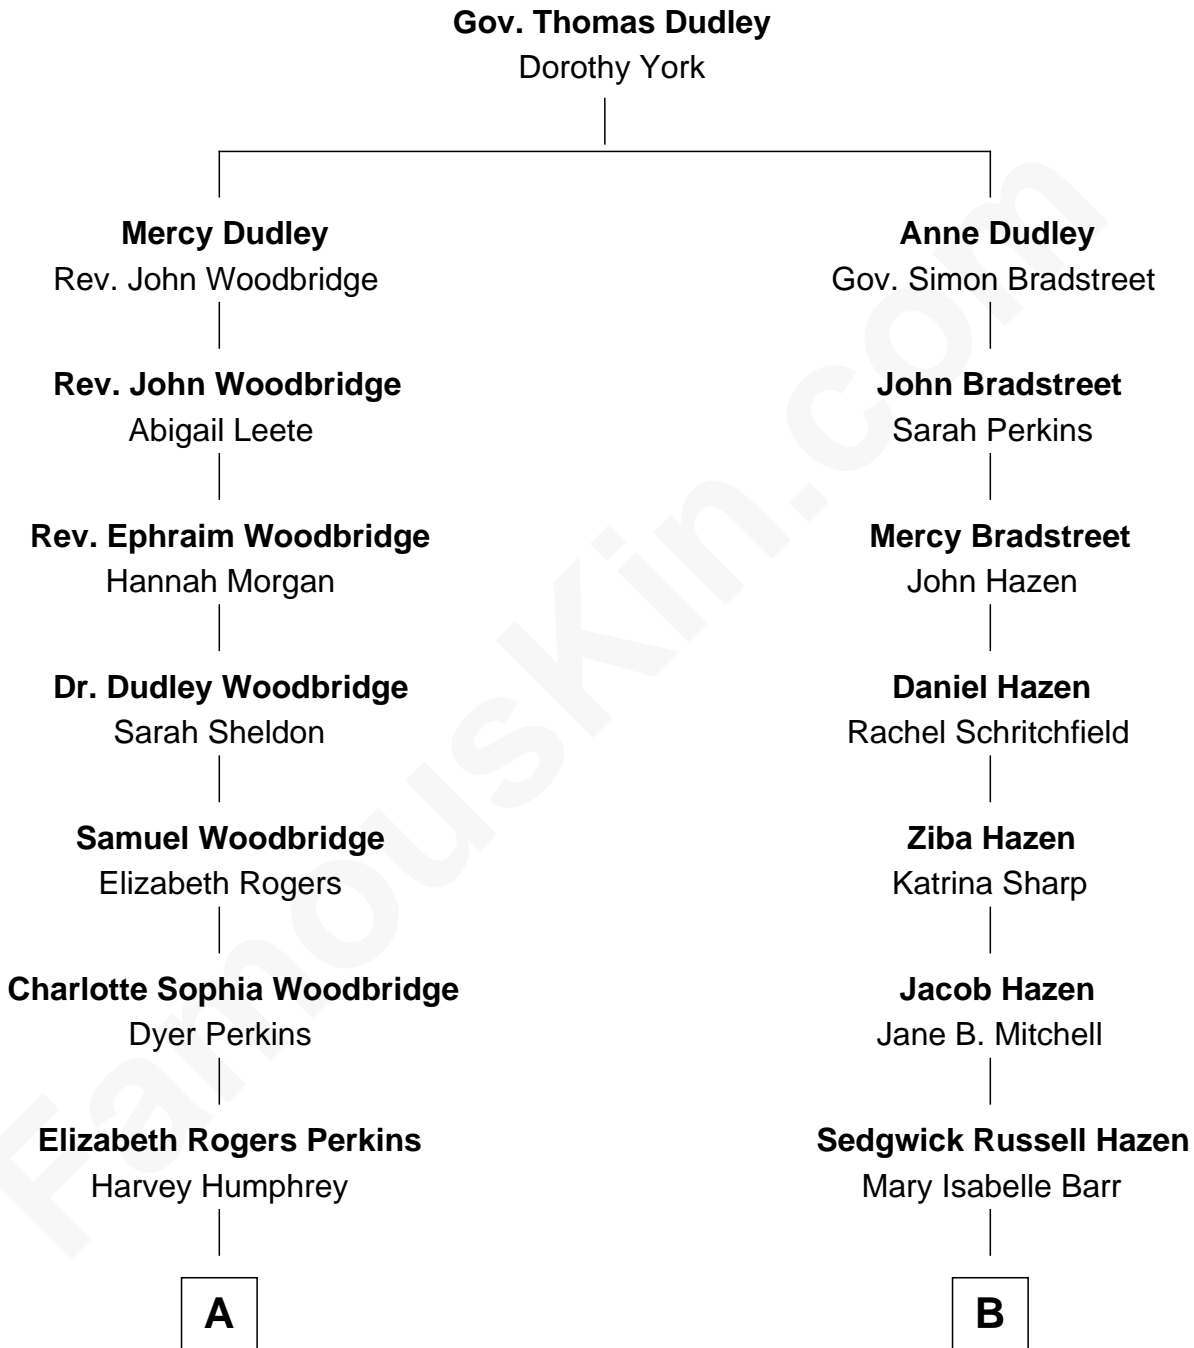 Gov. Thomas Dudley
Dorothy York
Mercy Dudley
Rev. John Woodbridge
Anne Dudley
Gov. Simon Bradstreet
Rev. John Woodbridge
Abigail Leete
John Bradstreet
Sarah Perkins
Rev. Ephraim Woodbridge
Hannah Morgan
Mercy Bradstreet
John Hazen
Dr. Dudley Woodbridge
Sarah Sheldon
Daniel Hazen
Rachel Schritchfield
Samuel Woodbridge
Elizabeth Rogers
Ziba Hazen
Katrina Sharp
Charlotte Sophia Woodbridge
Dyer Perkins
Jacob Hazen
Jane B. Mitchell
Elizabeth Rogers Perkins
Harvey Humphrey
Sedgwick Russell Hazen
Mary Isabelle Barr
A
B
FamousKin.com